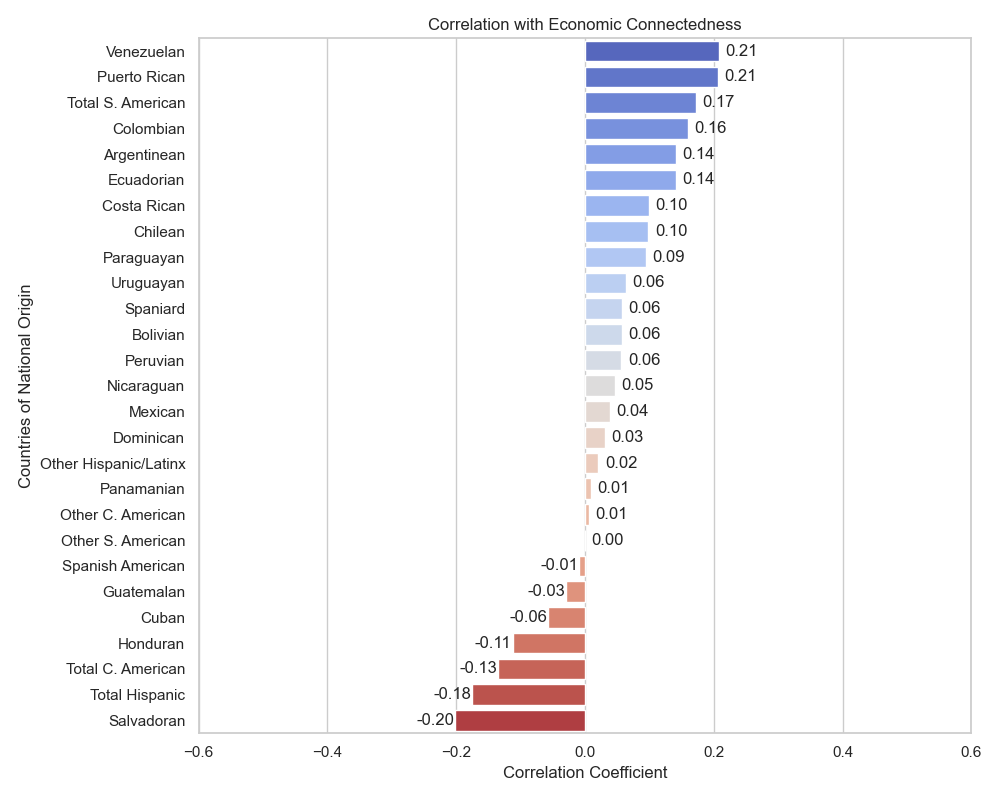 Correlation with Economic Connectedness
Countries of National Origin
Venezuelan 0.21
Puerto Rican 0.21
Total S. American 0.17
Colombian 0.16
Argentinean 0.14
Ecuadorian 0.14
Costa Rican 0.10
Chilean 0.10
Paraguayan 0.09
Uruguayan 0.06
Spaniard 0.06
Bolivian 0.06
Peruvian 0.06
Nicaraguan 0.05
Mexican 0.04
Dominican 0.03
Other Hispanic/Latinx 0.02
Panamanian 0.01
Other C. American 0.01
Other S. American 0.00
Spanish American -0.01
Guatemalan -0.03
Cuban -0.06
Honduran -0.11
Total C. American -0.13
Total Hispanic -0.18
Salvadoran -0.20
−0.6 −0.4 −0.2 0.0 0.2 0.4 0.6
Correlation Coefficient